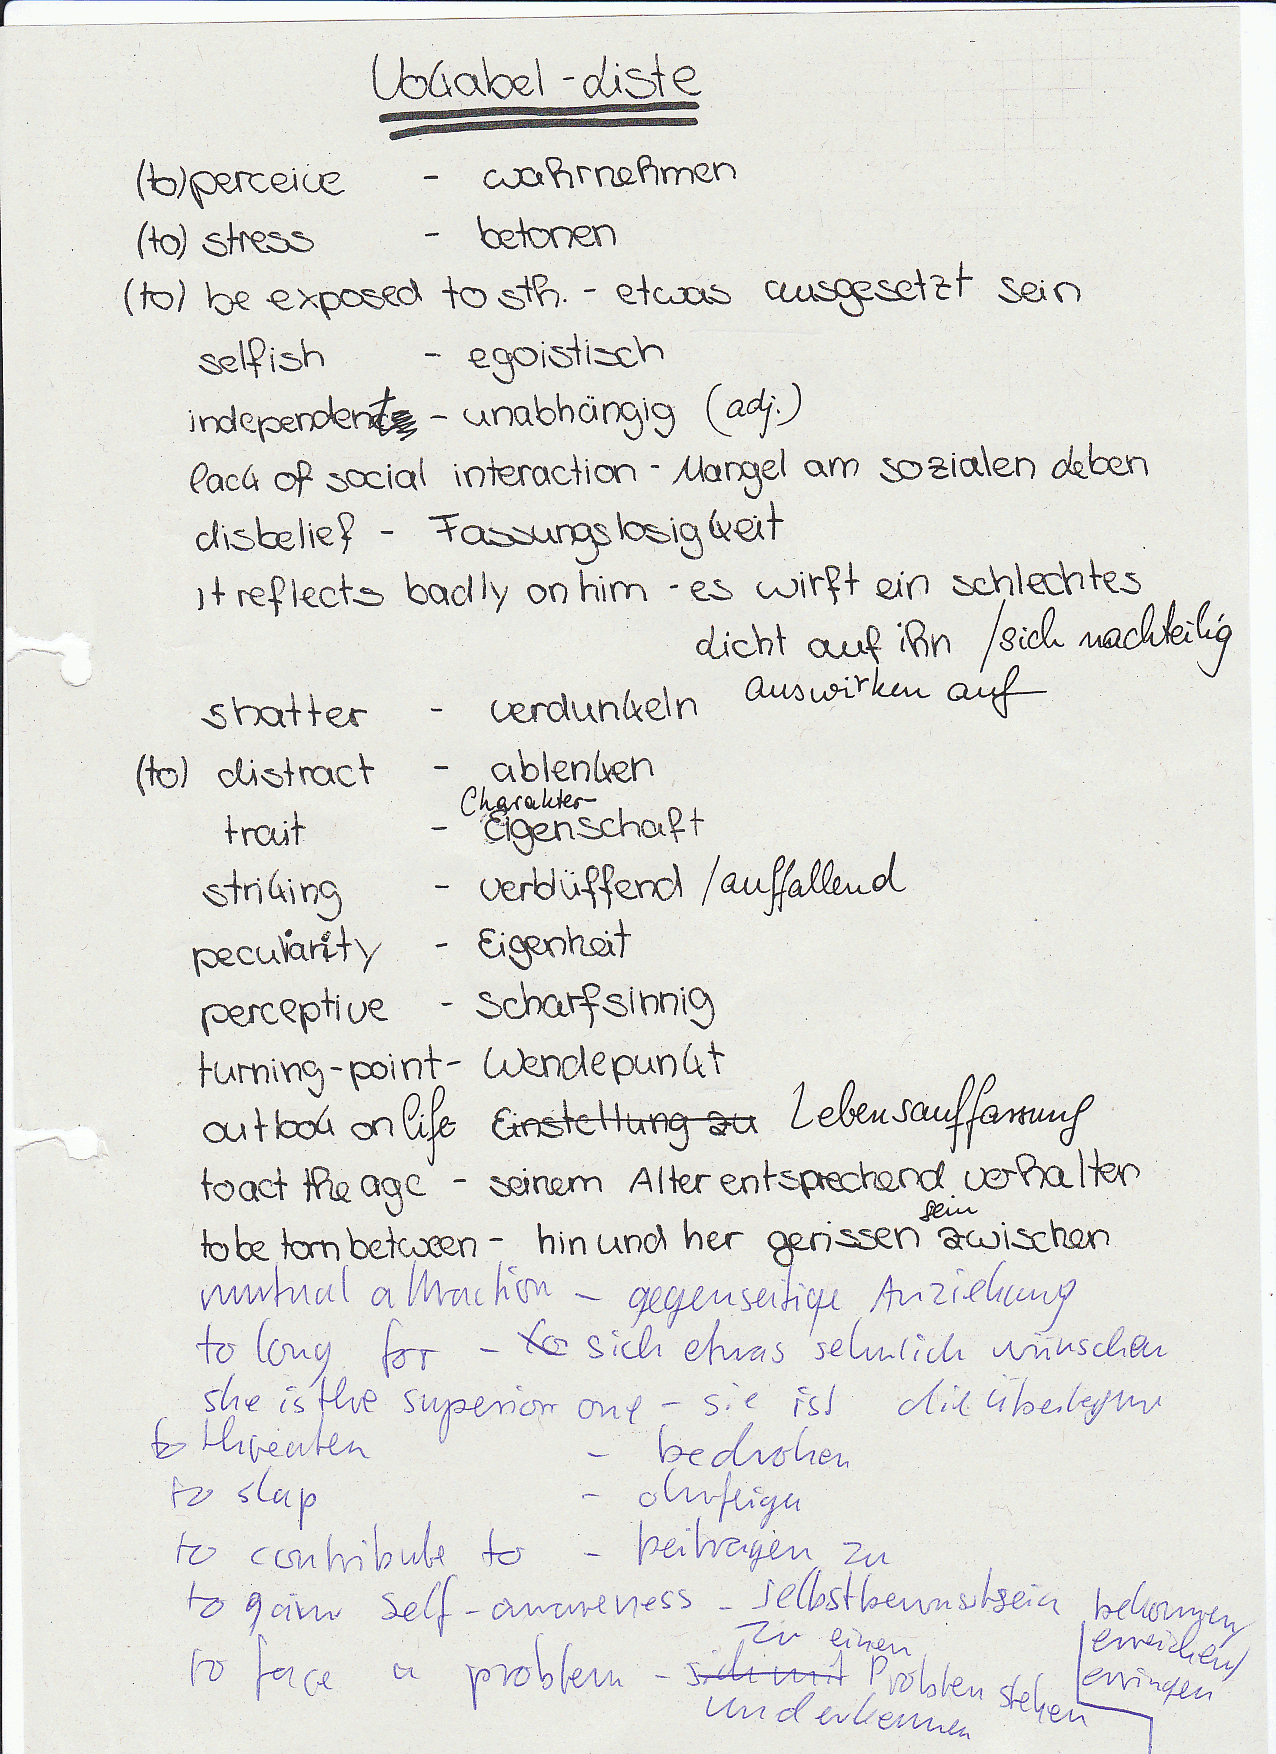 Vokabel-Liste
(to) perceive - wahrnehmen
(to) stress - betonen
(to) be exposed to sth. - etwas ausgesetzt sein
selfish - egoistisch
independent - unabhängig (adj.)
lack of social interaction - Mangel am sozialen Leben
disbelief - Fassungslosigkeit
it reflects badly on him - es wirft ein schlechtes
Licht auf ihn /sich nachteilig
auswirken auf
shatter - verdunkeln
(to) distract - ablenken
Charakter-
trait - Eigenschaft
striking - verblüffend /auffallend
peculiarity - Eigenheit
perceptive - scharfsinnig
turning-point - Wendepunkt
outlook on life Einstellung zu Lebensauffassung
to act the age - seinem Alter entsprechend verhalten
sein
to be torn between - hin und her gerissen zwischen
mutual attraction - gegenseitige Anziehung
to long for - to sich etwas sehnlich wünschen
she is the superior one - sie ist die überlegene
to threaten - bedrohen
to slap - ohrfeigen
to contribute to - beitragen zu
to gain self-awareness - selbstbewusstsein bekommen/
erreichen/
erringen
zu einen
to face a problem - sich mit Problem stehen
und erkennen